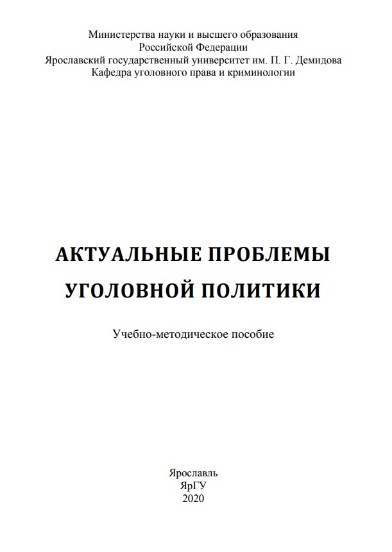 Министерства науки и высшего образования
Российской Федерации
Ярославский государственный университет им. П. Г. Демидова
Кафедра уголовного права и криминологии
АКТУАЛЬНЫЕ ПРОБЛЕМЫ
УГОЛОВНОЙ ПОЛИТИКИ
Учебно-методическое пособие
Ярославль
ЯрГУ
2020